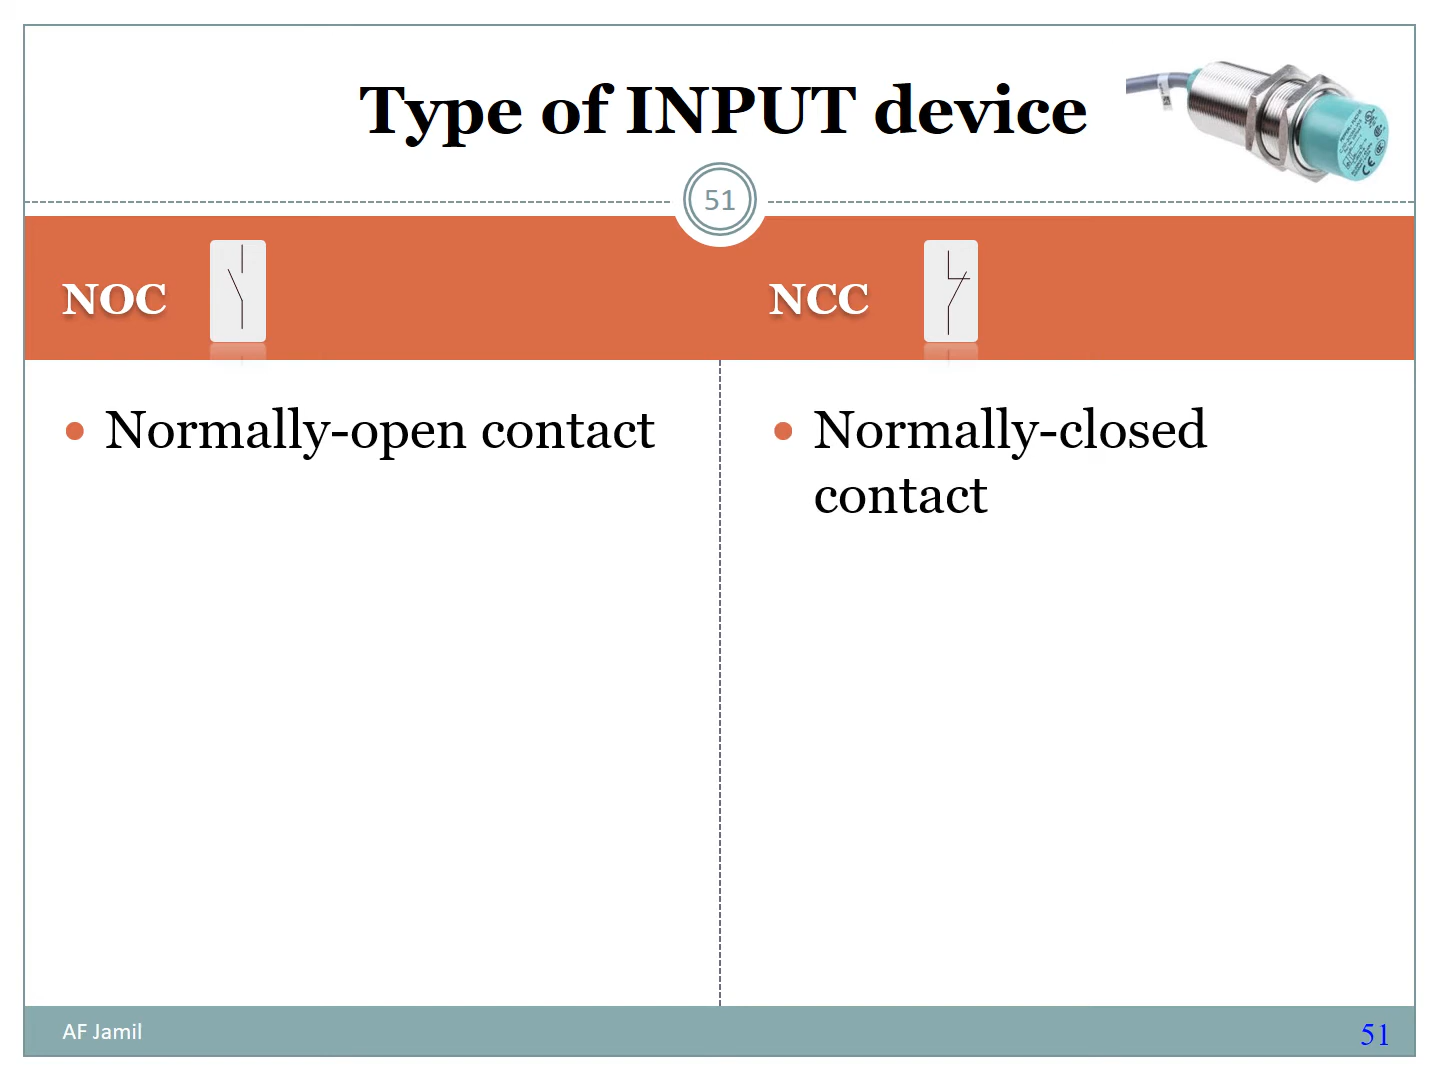 Type of INPUT device
51
NOC
NCC
• Normally-open contact
• Normally-closed
contact
AF Jamil
51